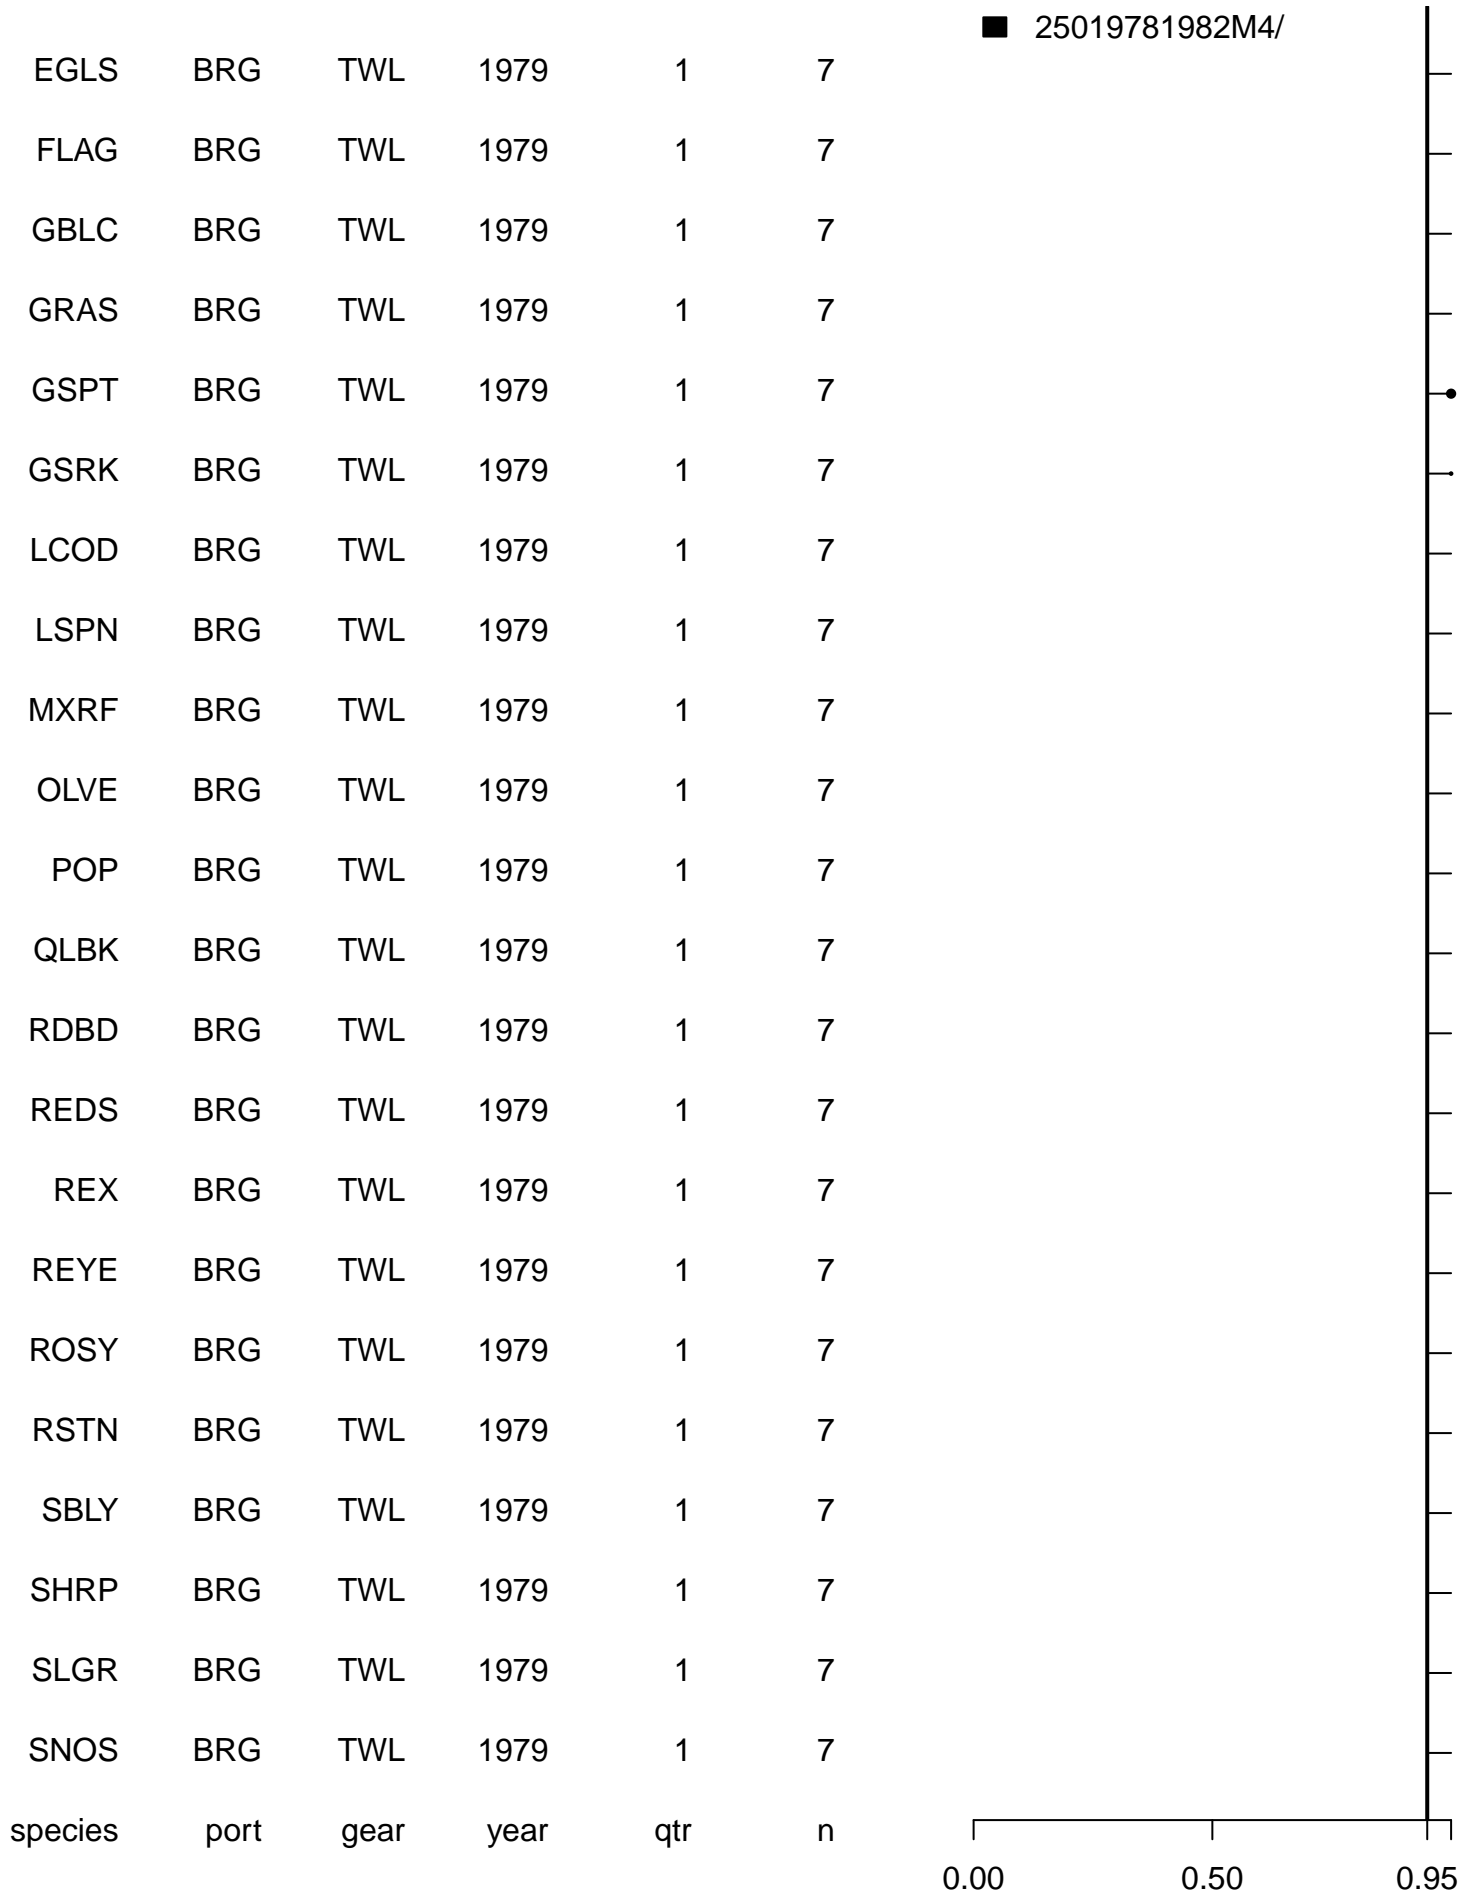 25019781982M4/
EGLS BRG TWL 1979 1 7
FLAG BRG TWL 1979 1 7
GBLC BRG TWL 1979 1 7
GRAS BRG TWL 1979 1 7
GSPT BRG TWL 1979 1 7
GSRK BRG TWL 1979 1 7
LCOD BRG TWL 1979 1 7
LSPN BRG TWL 1979 1 7
MXRF BRG TWL 1979 1 7
OLVE BRG TWL 1979 1 7
POP BRG TWL 1979 1 7
QLBK BRG TWL 1979 1 7
RDBD BRG TWL 1979 1 7
REDS BRG TWL 1979 1 7
REX BRG TWL 1979 1 7
REYE BRG TWL 1979 1 7
ROSY BRG TWL 1979 1 7
RSTN BRG TWL 1979 1 7
SBLY BRG TWL 1979 1 7
SHRP BRG TWL 1979 1 7
SLGR BRG TWL 1979 1 7
SNOS BRG TWL 1979 1 7
species port gear year qtr n
0.00 0.50 0.95